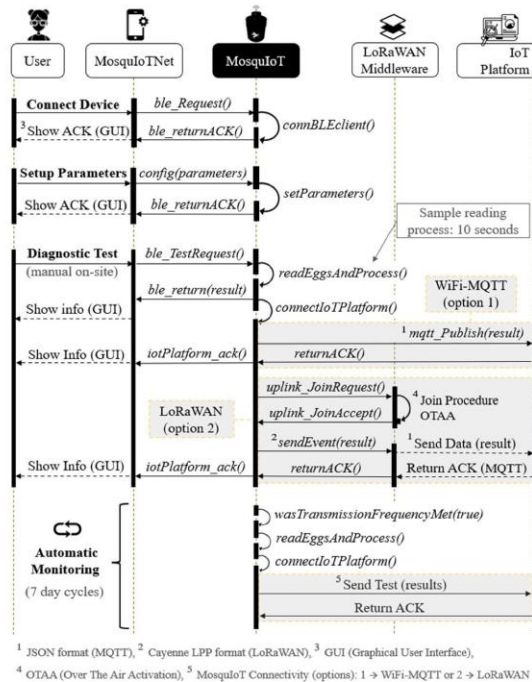 User MosquIoTNet MosquIoT LoRaWAN Middleware IoT Platform
Connect Device ble_Request()
connBLEclient()
3 Show ACK (GUI) ble_returnACK()
Setup Parameters config(parameters)
setParameters()
Show ACK (GUI) ble_returnACK()
Sample reading
process: 10 seconds
Diagnostic Test ble_TestRequest()
(manual on-site)
readEggsAndProcess()
ble_return(result)
WiFi-MQTT
(option 1)
Show info (GUI) connectIoTPlatform()
1 mqtt_Publish(result)
Show Info (GUI) iotPlatform_ack() returnACK()
uplink_JoinRequest()
4 Join Procedure
OTAA
LoRaWAN
(option 2)
uplink_JoinAccept()
2 sendEvent(result) 1 Send Data (result)
Show Info (GUI) iotPlatform_ack() returnACK() Return ACK (MQTT)
wasTransmissionFrequencyMet(true)
Automatic
Monitoring
(7 day cycles)
readEggsAndProcess()
connectIoTPlatform()
5 Send Test (results)
Return ACK
1 JSON format (MQTT), 2 Cayenne LPP format (LoRaWAN), 3 GUI (Graphical User Interface),
4 OTAA (Over The Air Activation), 5 MosquIoT Connectivity (options): 1 → WiFi-MQTT or 2 → LoRaWAN